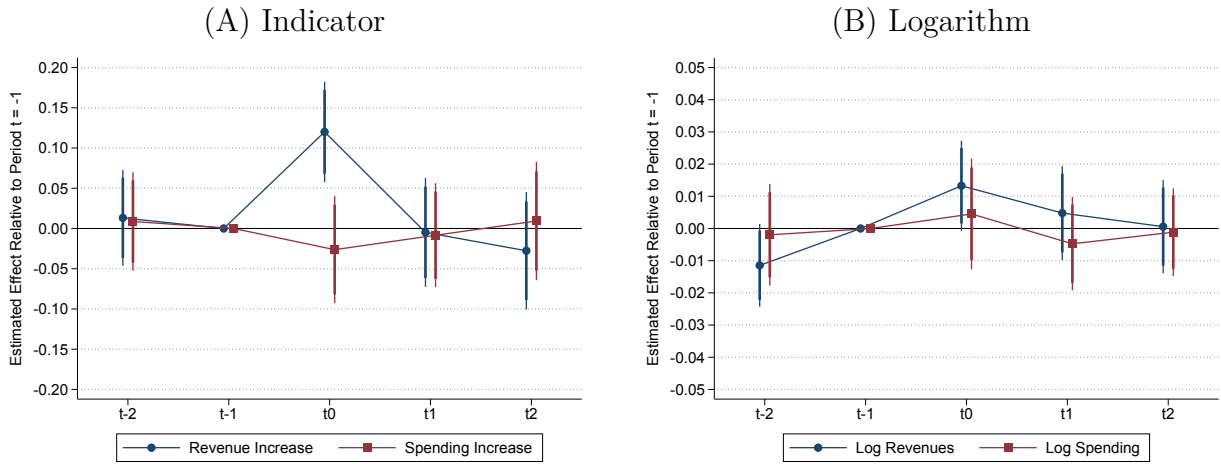 (A) Indicator
Estimated Effect Relative to Period t = -1
0.20
0.15
0.10
0.05
0.00
-0.05
-0.10
-0.15
-0.20
t-2 t-1 t0 t1 t2
Revenue Increase Spending Increase
(B) Logarithm
Estimated Effect Relative to Period t = -1
0.05
0.04
0.03
0.02
0.01
0.00
-0.01
-0.02
-0.03
-0.04
-0.05
t-2 t-1 t0 t1 t2
Log Revenues Log Spending